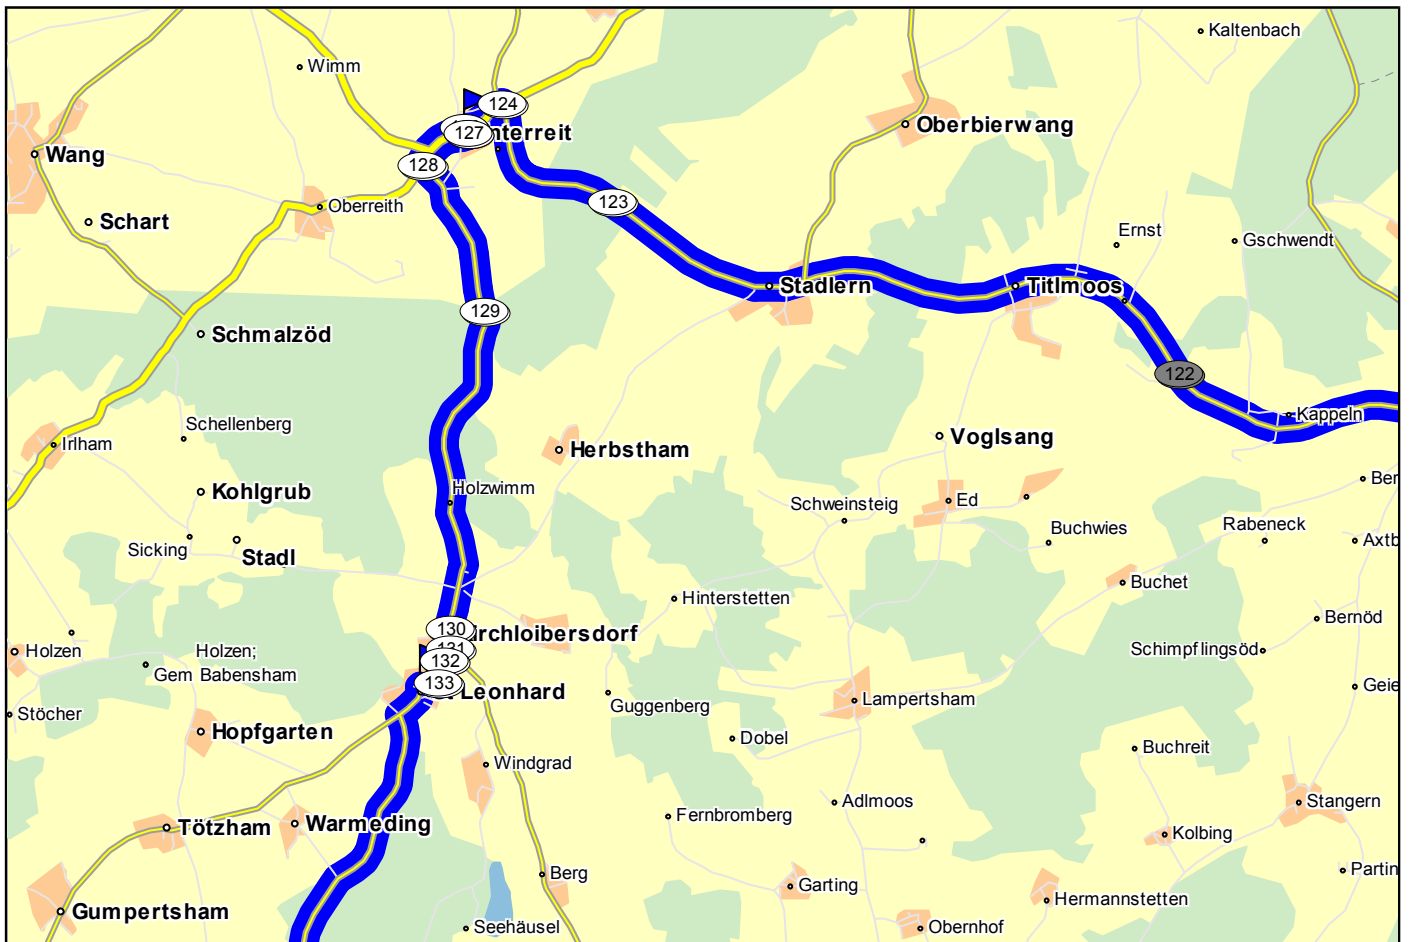 Kaltenbach
Wimm
124
127
nterreit
Oberbierwang
Wang
128
Oberreith
123
Schart
Ernst
Gschwendt
Stadlern
Titlmoos
129
Schmalzöd
122
Kappeln
Schellenberg
Irlham
Herbstham
Voglsang
Ber
Kohlgrub
Holzwimm
Schweinsteig
Ed
Buchwies
Rabeneck
Axtb
Sicking
Stadl
Buchet
Hinterstetten
Bernöd
130
irchloibersdorf
131
132
Holzen
Holzen;
Gem Babensham
Schimpflingsöd
133
Leonhard
Geie
Lampertsham
Guggenberg
Stöcher
Hopfgarten
Dobel
Buchreit
Windgrad
Adlmoos
Stangern
Fernbromberg
Tötzham
Warmeding
Kolbing
Partin
Berg
Garting
Hermannstetten
Gumpertsham
Seehäusel
Obernhof